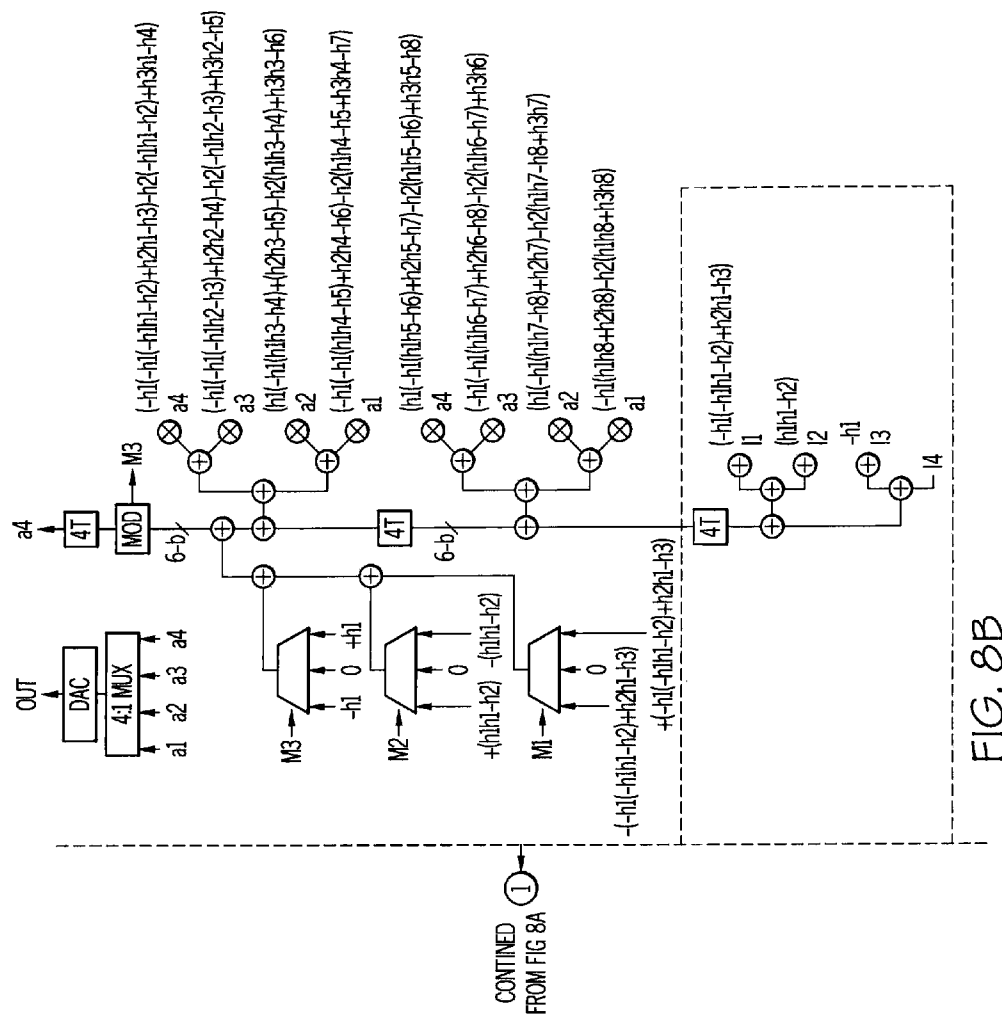 OUT
DAC
4:1 MUX
a1 a2 a3 a4
a4
4T
MOD
M3
6-b
4T
6-b
(-h1(-h1(-h1h1-h2)+h2h1-h3)-h2(-h1h1-h2)+h3h1-h4)
a4
(-h1(-h1(-h1h2-h3)+h2h2-h4)-h2(-h1h2-h3)+h3h2-h5)
a3
(h1(-h1(h1h3-h4)+(h2h3-h5)-h2(h1h3-h4)+h3h3-h6)
a2
(-h1(-h1(h1h4-h5)+h2h4-h6)-h2(h1h4-h5+h3h4-h7)
a1
(h1(-h1(h1h5-h6)+h2h5-h7)-h2(h1h5-h6)+h3h5-h8)
a4
(-h1(-h1(h1h6-h7)+h2h6-h8)-h2(h1h6-h7)+h3h6)
a3
(h1(-h1(h1h7-h8)+h2h7)-h2(h1h7-h8+h3h7)
a2
(-h1(h1h8+h2h8)-h2(h1h8+h3h8)
a1
M3
-h1 0 +h1
M2
+(h1h1-h2) 0 -(h1h1-h2)
M1
0
-(-h1(-h1h1-h2)+h2h1-h3)
+(-h1(-h1h1-h2)+h2h1-h3)
4T
(-h1(-h1h1-h2)+h2h1-h3)
I1
(h1h1-h2)
I2
-h1
I3
I4
CONTINED
FROM FIG 8A
1
FIG. 8B